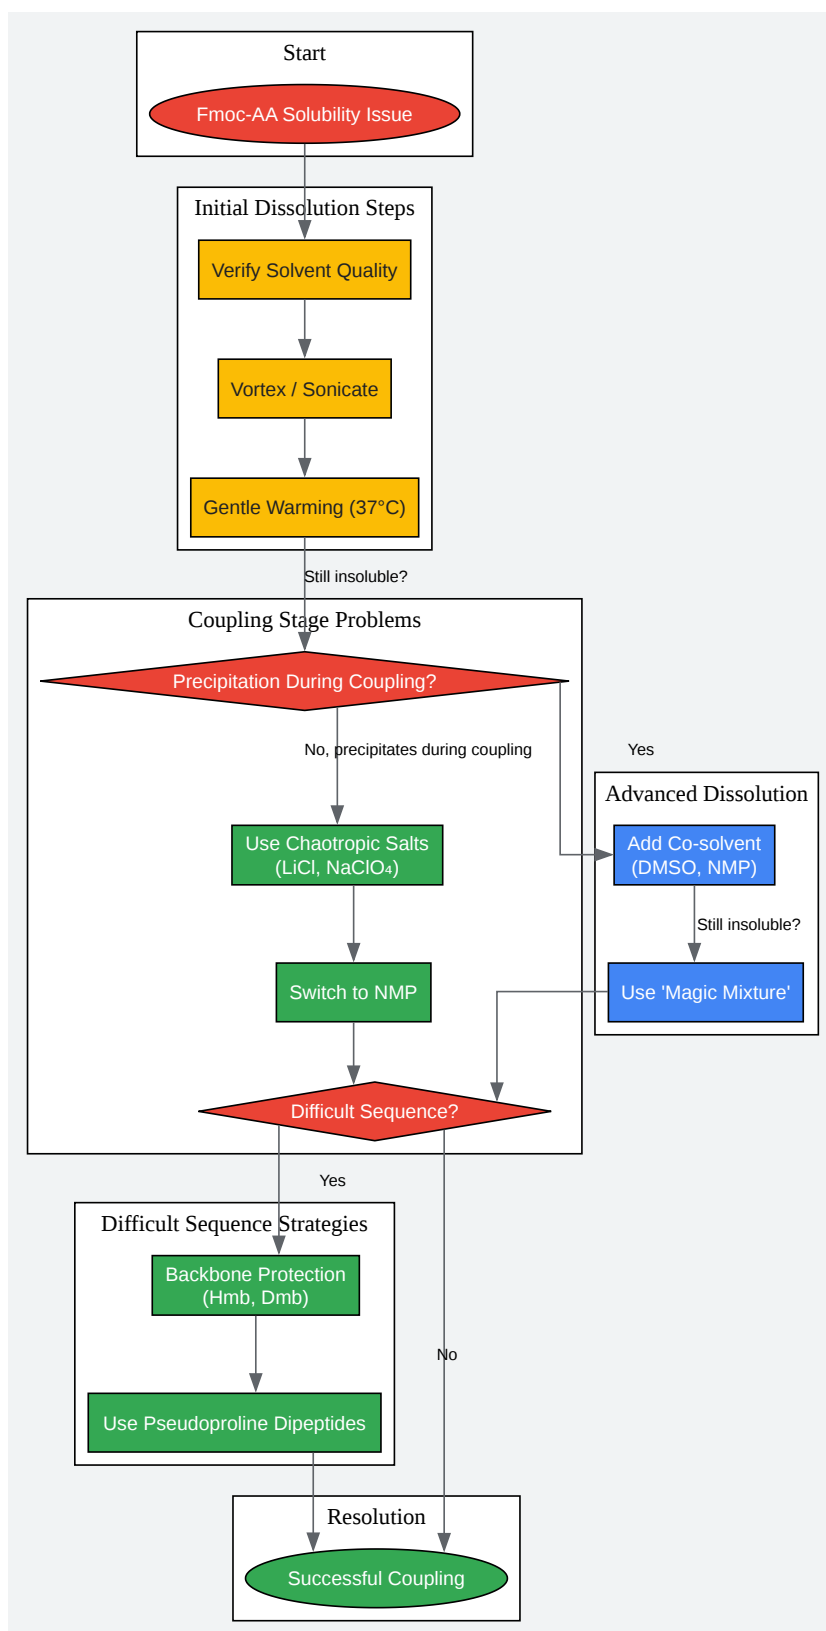 Start
Fmoc-AA Solubility Issue
Initial Dissolution Steps
Verify Solvent Quality
Vortex / Sonicate
Gentle Warming (37°C)
Still insoluble?
Coupling Stage Problems
Precipitation During Coupling?
No, precipitates during coupling
Yes
Advanced Dissolution
Use Chaotropic Salts
(LiCl, NaClO₄)
Add Co-solvent
(DMSO, NMP)
Still insoluble?
Switch to NMP
Use 'Magic Mixture'
Difficult Sequence?
Yes
Difficult Sequence Strategies
Backbone Protection
(Hmb, Dmb)
No
Use Pseudoproline Dipeptides
Resolution
Successful Coupling